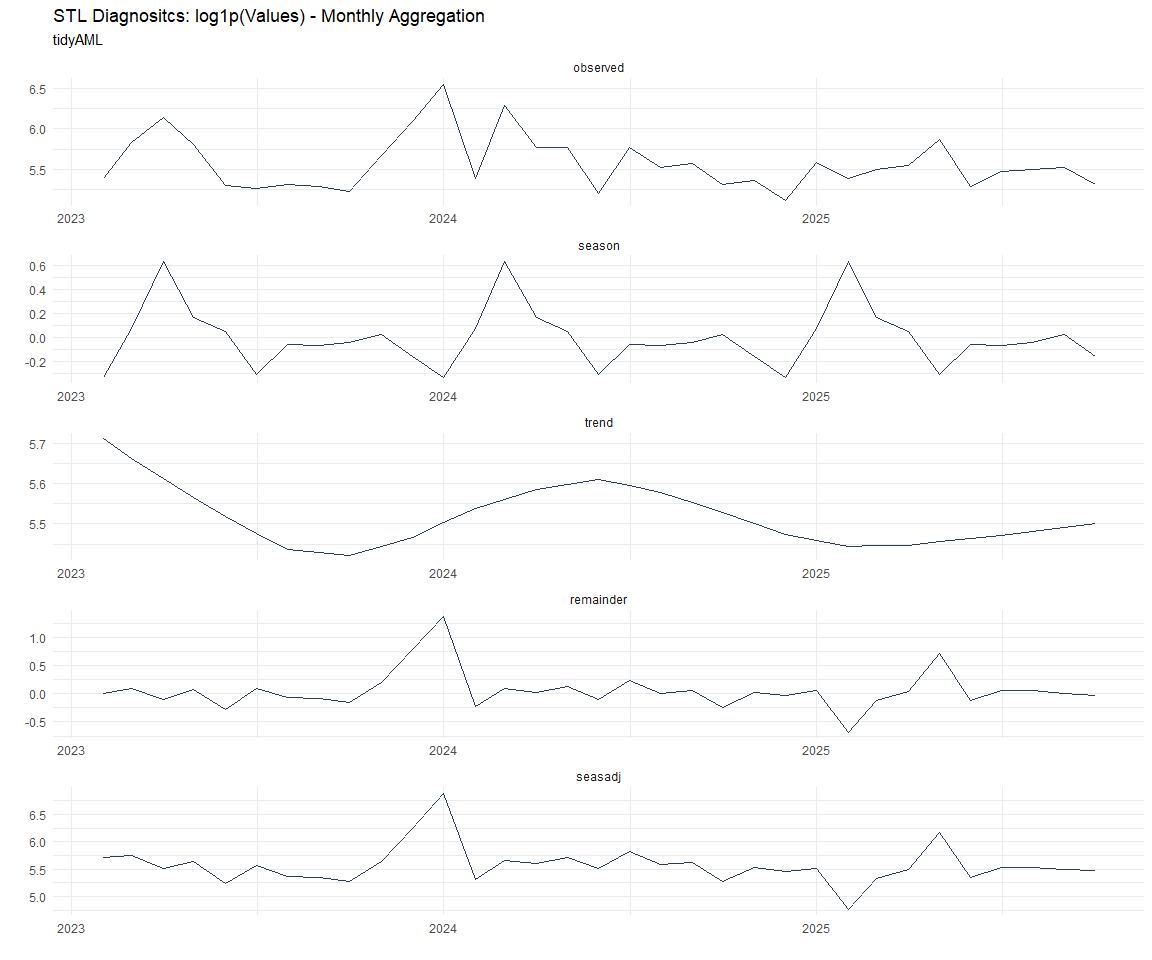 STL Diagnositcs: log1p(Values) - Monthly Aggregation
tidyAML
observed
6.5
6.0
5.5
2023 2024 2025
season
0.6
0.4
0.2
0.0
-0.2
2023 2024 2025
trend
5.7
5.6
5.5
2023 2024 2025
remainder
1.0
0.5
0.0
-0.5
2023 2024 2025
seasadj
6.5
6.0
5.5
5.0
2023 2024 2025